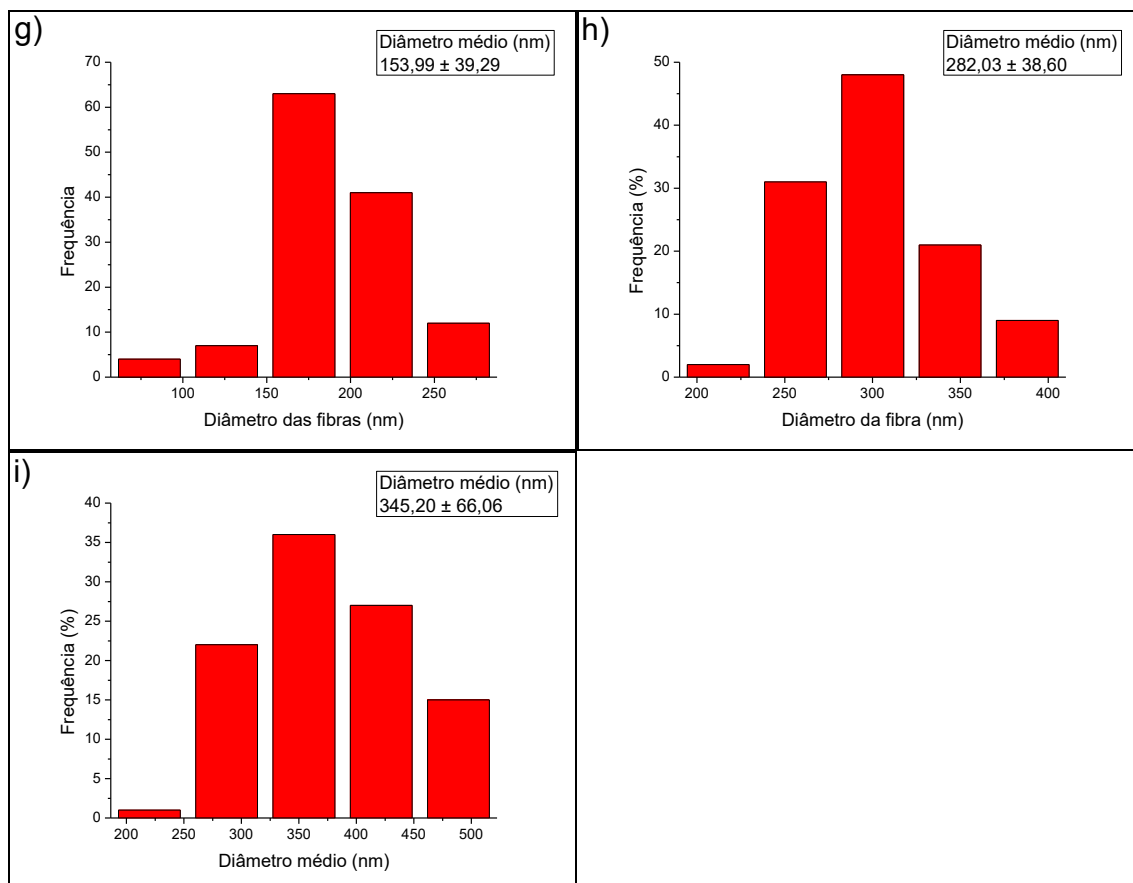 g)
Diâmetro médio (nm)
153,99 ± 39,29
70
60
50
40
30
20
10
0
Frequência
100 150 200 250
Diâmetro das fibras (nm)
h)
Diâmetro médio (nm)
282,03 ± 38,60
50
40
30
20
10
0
Frequência (%)
200 250 300 350 400
Diâmetro da fibra (nm)
i)
Diâmetro médio (nm)
345,20 ± 66,06
40
35
30
25
20
15
10
5
0
Frequência (%)
200 250 300 350 400 450 500
Diâmetro médio (nm)